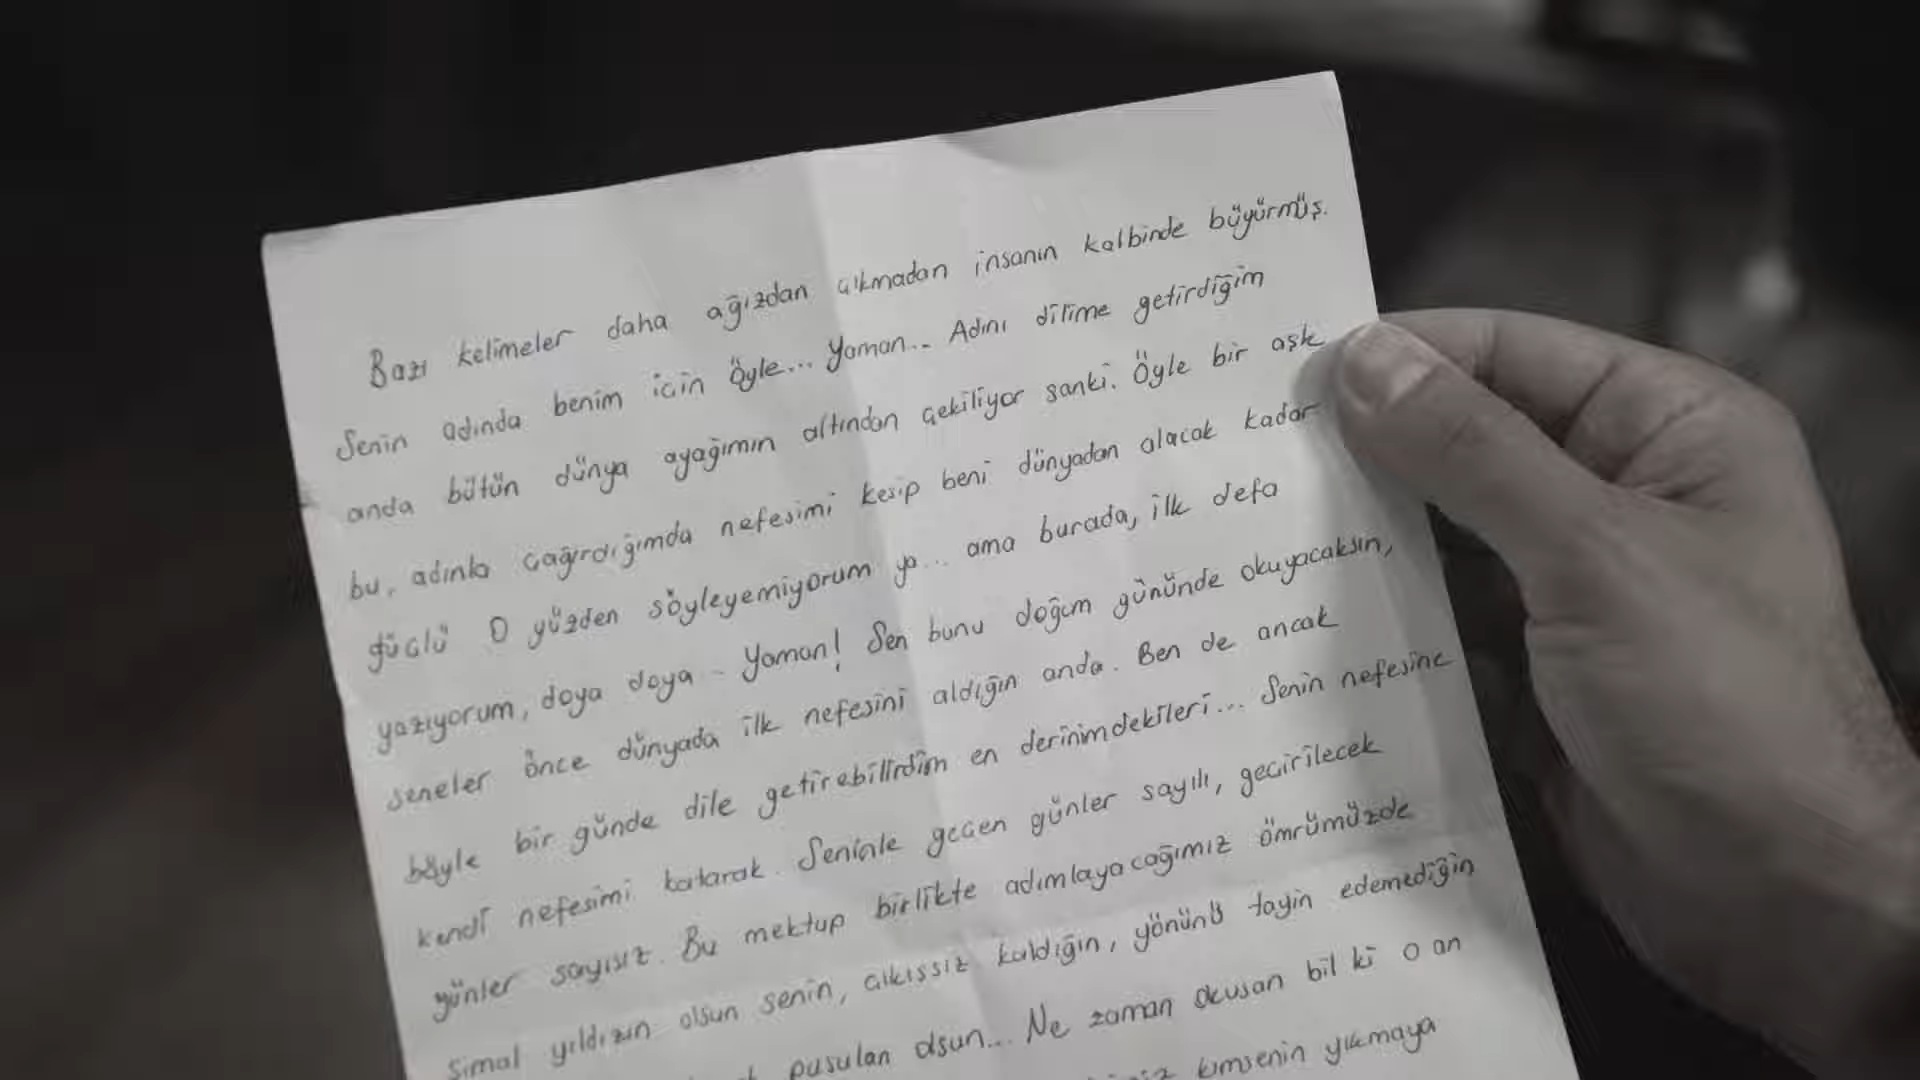 Bazı kelimeler daha ağızdan çıkmadan insanın kalbinde büyürmüş.
Senin adında benim için öyle... Yaman... Adını dilime getirdiğim
anda bütün dünya ayağımın altından çekiliyor sanki. Öyle bir aşk
bu, adınla çağırdığımda nefesimi kesip beni dünyadan alacak kadar
güçlü O yüzden söyleyemiyorum ya... ama burada, ilk defa
yazıyorum, doya doya.. Yaman! Sen bunu doğum gününde okuyacaksın,
seneler önce dünyada ilk nefesini aldığın anda. Ben de ancak
böyle bir günde dile getirebilirdim en derinimdekileri... Senin nefesine
kendi nefesimi katarak. Seninle geçen günler sayılı, geçirilecek
günler sayısız. Bu mektup birlikte adımlayacağımız ömrümüzde
Şimal yıldızın olsun senin, çıkışsız kaldığın, yönünü tayin edemediğin
pusulan olsun... Ne zaman okusan bil ki o an
kimsenin yıkmaya